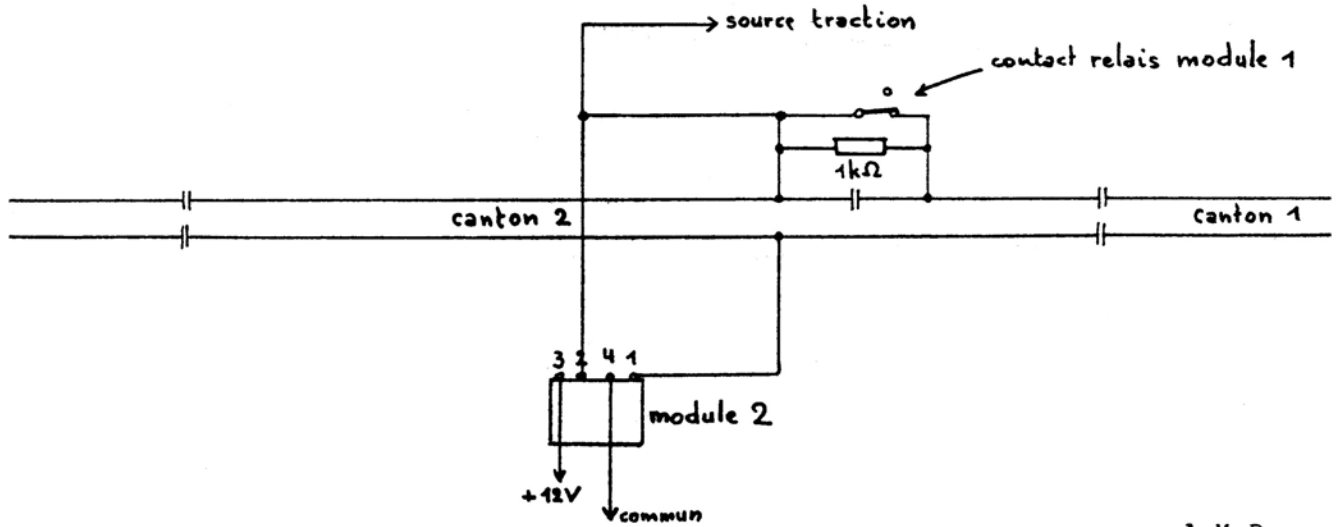 source traction
contact relais module 1
1kΩ
canton 2
canton 1
3 2 4 1
module 2
+12V
commun